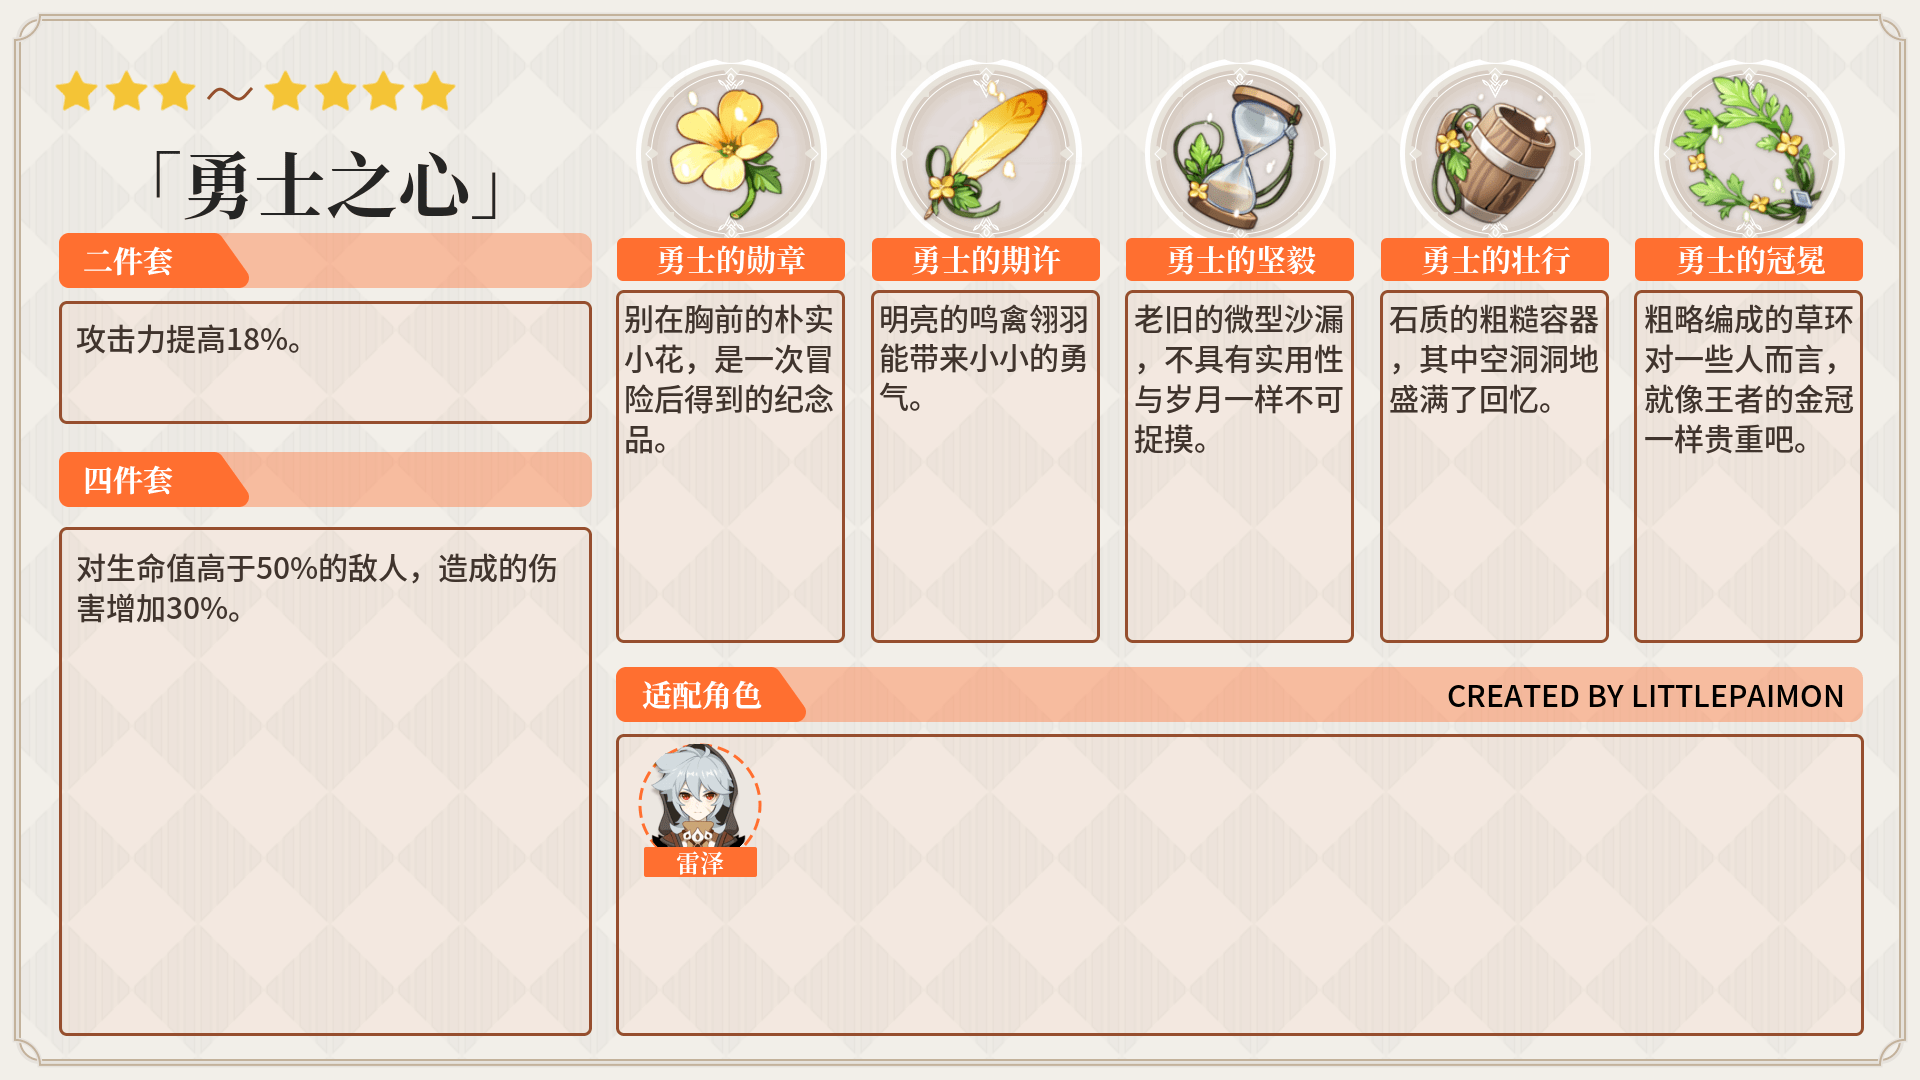 「勇士之心」
二件套
攻击力提高18%。
四件套
对生命值高于50%的敌人，造成的伤
害增加30%。
勇士的勋章
别在胸前的朴实
小花，是一次冒
险后得到的纪念
品。
勇士的期许
明亮的鸣禽翎羽
能带来小小的勇
气。
勇士的坚毅
老旧的微型沙漏
，不具有实用性
与岁月一样不可
捉摸。
勇士的壮行
石质的粗糙容器
，其中空洞洞地
盛满了回忆。
勇士的冠冕
粗略编成的草环
对一些人而言，
就像王者的金冠
一样贵重吧。
适配角色
CREATED BY LITTLEPAIMON
雷泽